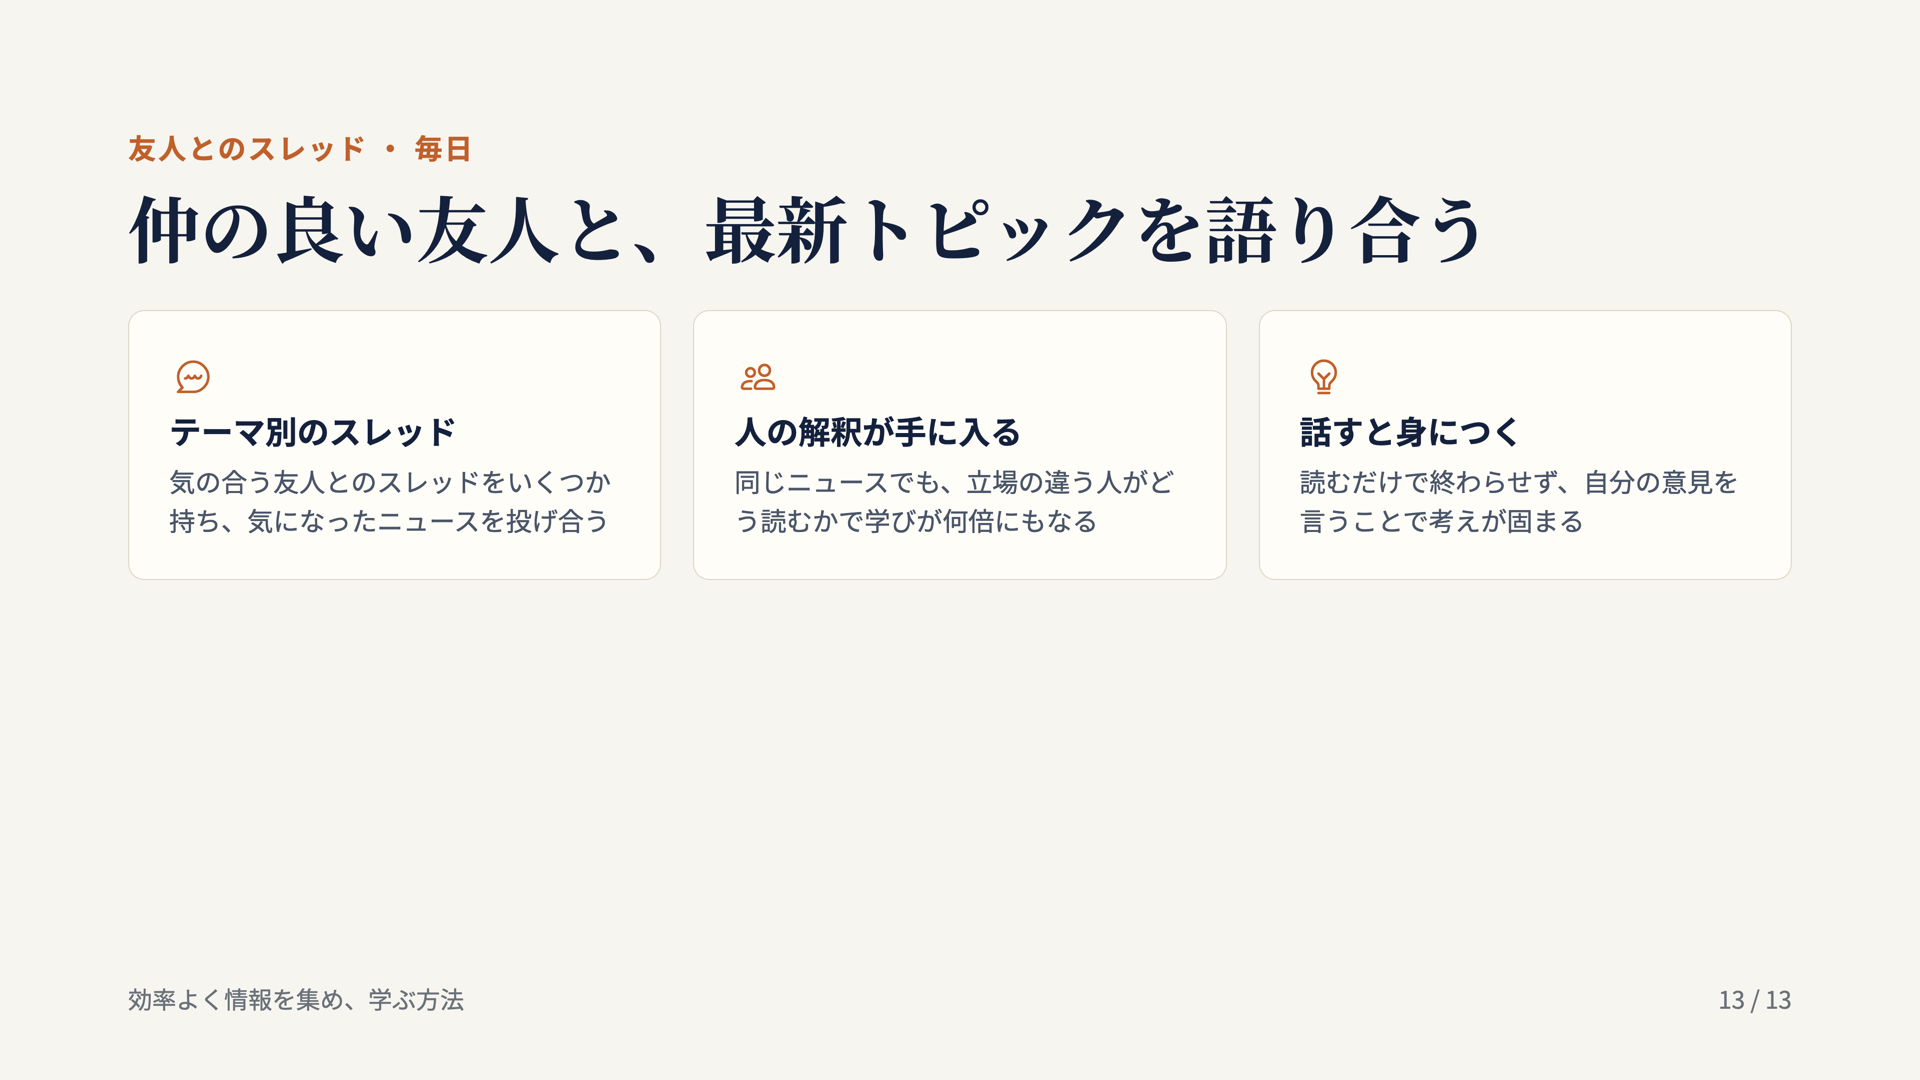 友人とのスレッド ・ 毎日
仲の良い友人と、最新トピックを語り合う
テーマ別のスレッド
気の合う友人とのスレッドをいくつか
持ち、気になったニュースを投げ合う
人の解釈が手に入る
同じニュースでも、立場の違う人がど
う読むかで学びが何倍にもなる
話すと身につく
読むだけで終わらせず、自分の意見を
言うことで考えが固まる
効率よく情報を集め、学ぶ方法
13 / 13